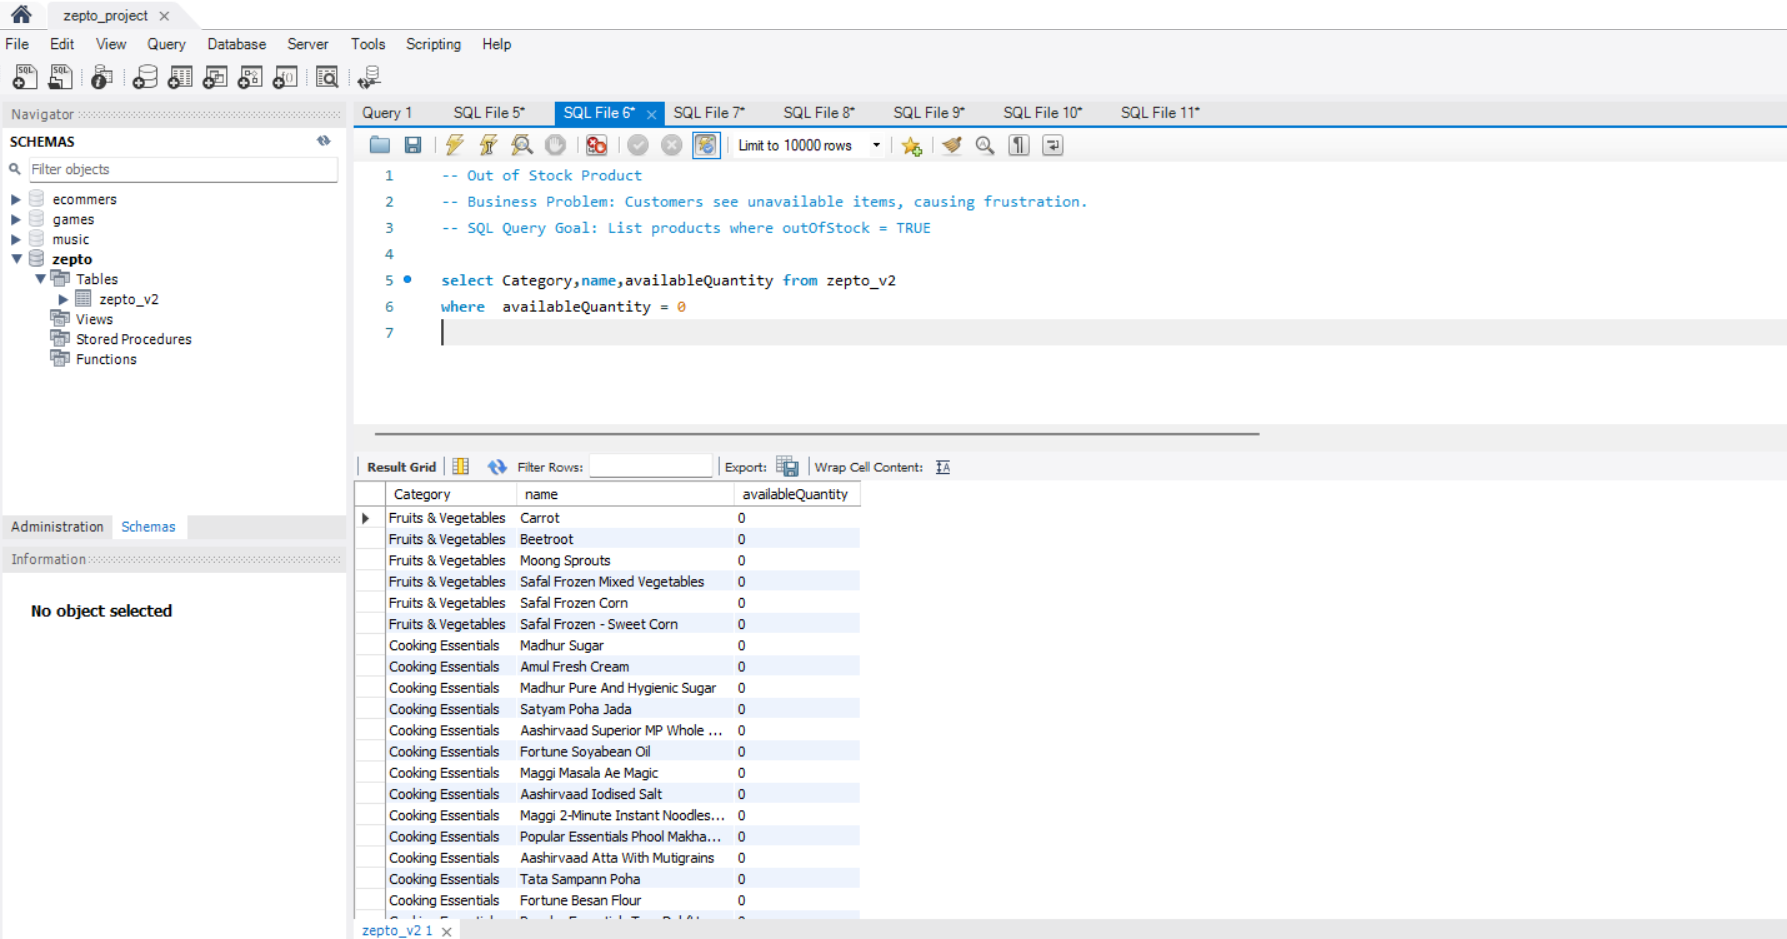 zepto_project
File Edit View Query Database Server Tools Scripting Help
Navigator
SCHEMAS
Filter objects
ecommers
games
music
zepto
Tables
zepto_v2
Views
Stored Procedures
Functions
Administration Schemas
Information
No object selected
Query 1 SQL File 5* SQL File 6* SQL File 7* SQL File 8* SQL File 9* SQL File 10* SQL File 11*
Limit to 10000 rows
1 -- Out of Stock Product
2 -- Business Problem: Customers see unavailable items, causing frustration.
3 -- SQL Query Goal: List products where outOfStock = TRUE
4
5 select Category,name,availableQuantity from zepto_v2
6 where availableQuantity = 0
7
Result Grid Filter Rows: Export: Wrap Cell Content:
Category name availableQuantity
Fruits & Vegetables Carrot 0
Fruits & Vegetables Beetroot 0
Fruits & Vegetables Moong Sprouts 0
Fruits & Vegetables Safal Frozen Mixed Vegetables 0
Fruits & Vegetables Safal Frozen Corn 0
Fruits & Vegetables Safal Frozen - Sweet Corn 0
Cooking Essentials Madhur Sugar 0
Cooking Essentials Amul Fresh Cream 0
Cooking Essentials Madhur Pure And Hygienic Sugar 0
Cooking Essentials Satyam Poha Jada 0
Cooking Essentials Aashirvaad Superior MP Whole ... 0
Cooking Essentials Fortune Soyabean Oil 0
Cooking Essentials Maggi Masala Ae Magic 0
Cooking Essentials Aashirvaad Iodised Salt 0
Cooking Essentials Maggi 2-Minute Instant Noodles... 0
Cooking Essentials Popular Essentials Phool Makha... 0
Cooking Essentials Aashirvaad Atta With Mutigrains 0
Cooking Essentials Tata Sampann Poha 0
Cooking Essentials Fortune Besan Flour 0
zepto_v2 1